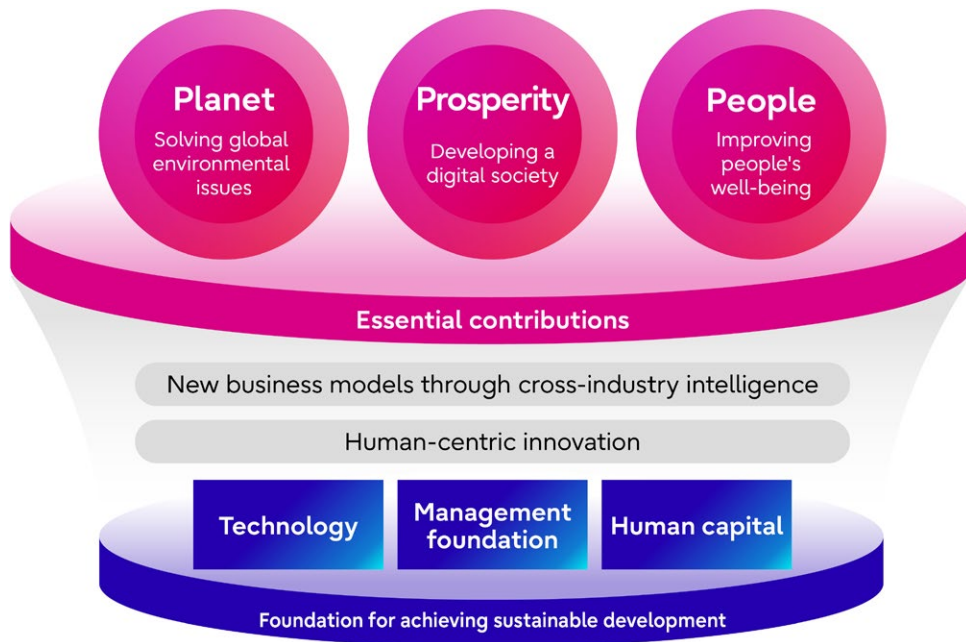 Planet
Solving global
environmental
issues
Prosperity
Developing a
digital society
People
Improving
people's
well-being
Essential contributions
New business models through cross-industry intelligence
Human-centric innovation
Technology
Management
foundation
Human capital
Foundation for achieving sustainable development